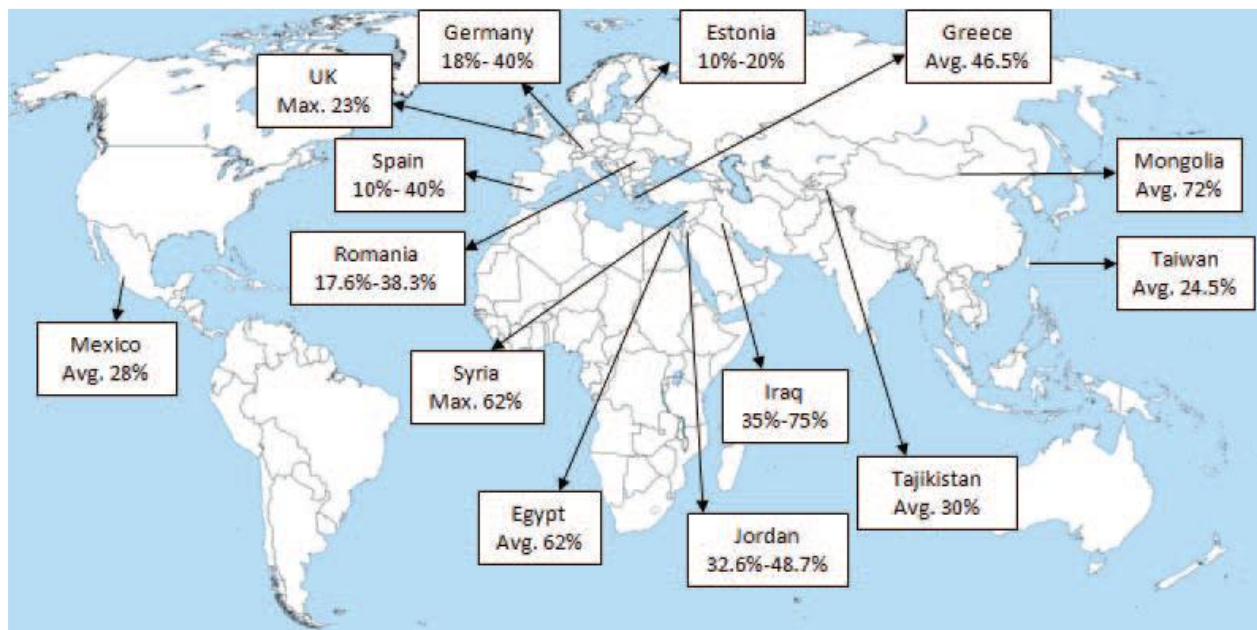 Germany
18%- 40%
Estonia
10%-20%
Greece
Avg. 46.5%
UK
Max. 23%
Spain
10%- 40%
Mongolia
Avg. 72%
Romania
17.6%-38.3%
Taiwan
Avg. 24.5%
Mexico
Avg. 28%
Syria
Max. 62%
Iraq
35%-75%
Tajikistan
Avg. 30%
Egypt
Avg. 62%
Jordan
32.6%-48.7%